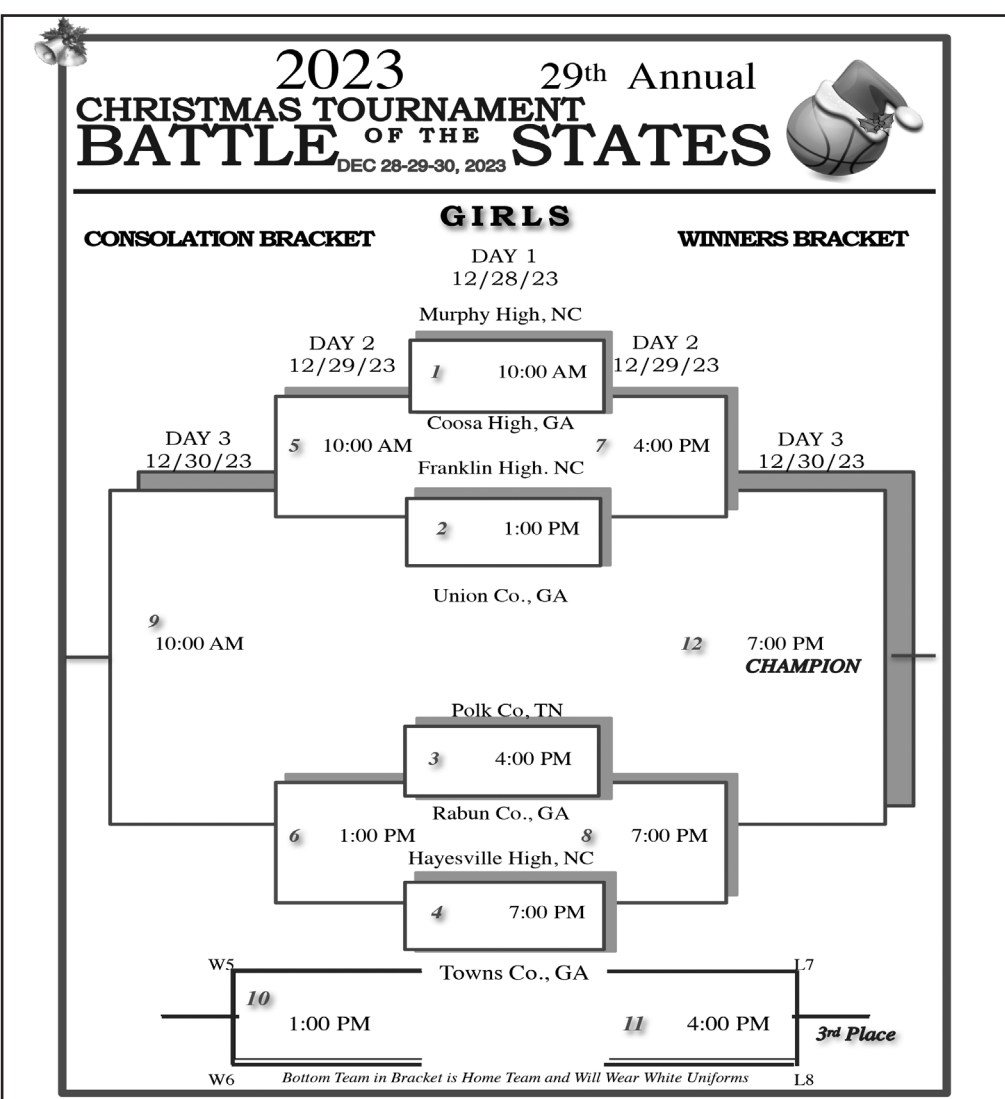 2023 29th Annual
CHRISTMAS TOURNAMENT
BATTLE OF THE STATES
DEC 28-29-30, 2023
GIRLS
CONSOLATION BRACKET
WINNERS BRACKET
DAY 1
12/28/23
Murphy High, NC
DAY 2
12/29/23
DAY 2
12/29/23
1 10:00 AM
Coosa High, GA
5 10:00 AM
7 4:00 PM
DAY 3
12/30/23
DAY 3
12/30/23
Franklin High. NC
2 1:00 PM
Union Co., GA
9
10:00 AM
12 7:00 PM
CHAMPION
Polk Co, TN
3 4:00 PM
Rabun Co., GA
6 1:00 PM
8 7:00 PM
Hayesville High, NC
4 7:00 PM
Towns Co., GA
W5
L7
10
1:00 PM
11 4:00 PM
3rd Place
W6
Bottom Team in Bracket is Home Team and Will Wear White Uniforms
L8